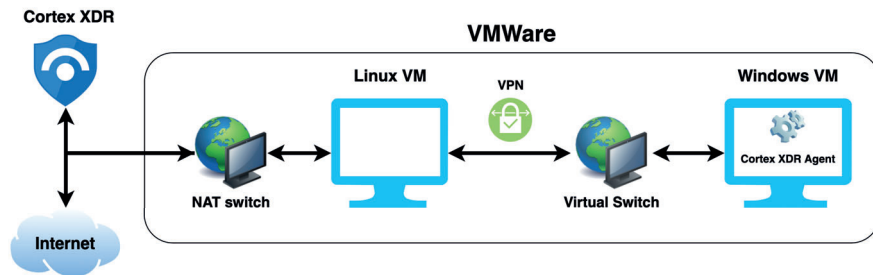 Cortex XDR
VMWare
Linux VM
VPN
Windows VM
Cortex XDR Agent
NAT switch
Virtual Switch
Internet